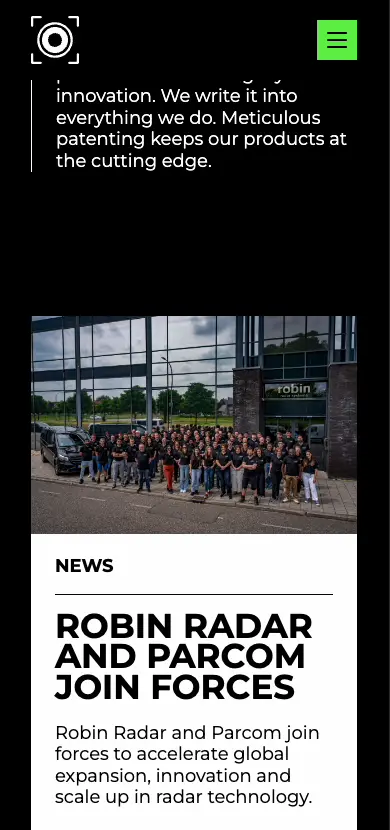 innovation. We write it into
everything we do. Meticulous
patenting keeps our products at
the cutting edge.
robin
NEWS
ROBIN RADAR
AND PARCOM
JOIN FORCES
Robin Radar and Parcom join
forces to accelerate global
expansion, innovation and
scale up in radar technology.